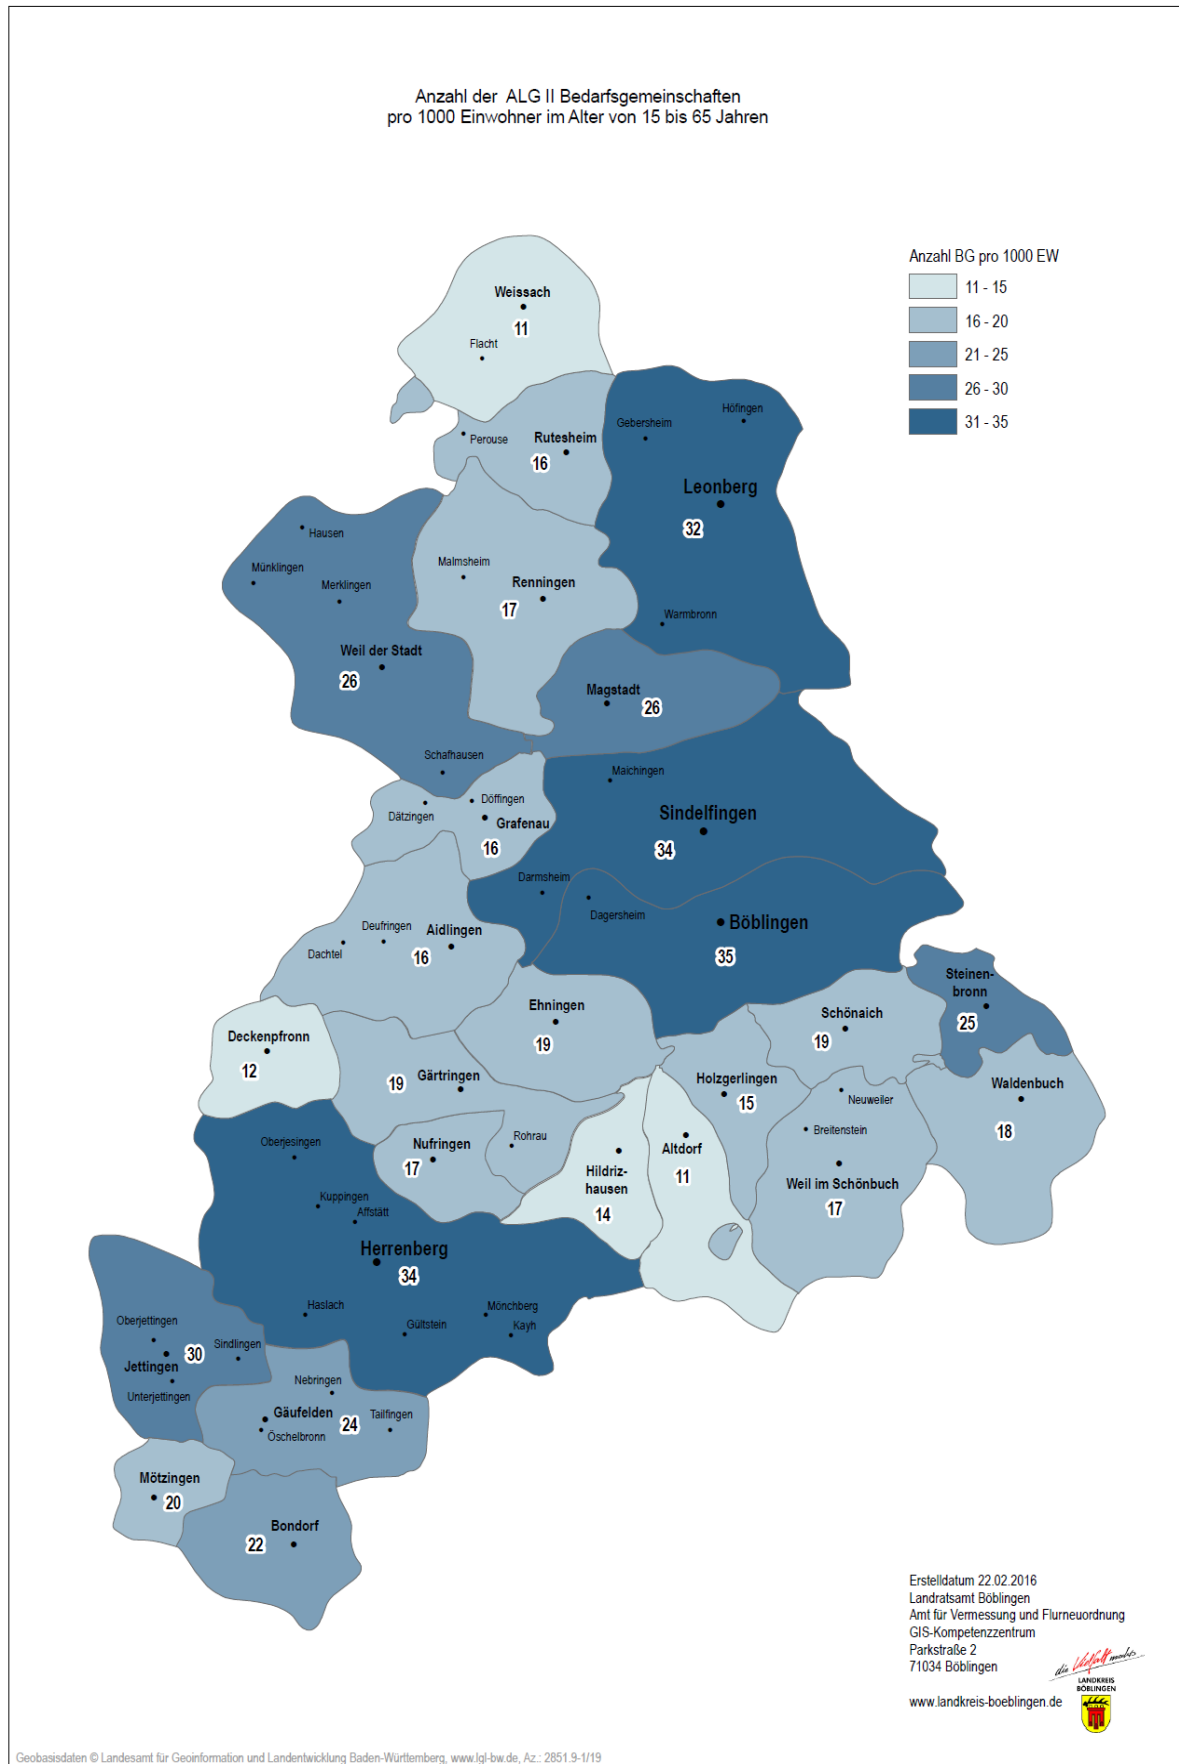 Anzahl der ALG II Bedarfsgemeinschaften
pro 1000 Einwohner im Alter von 15 bis 65 Jahren
Anzahl BG pro 1000 EW
11 - 15
16 - 20
21 - 25
26 - 30
31 - 35
Weissach
11
Flacht
Perouse
Rutesheim
16
Gebersheim
Höfingen
Leonberg
32
Warmbronn
Hausen
Münklingen
Merklingen
Weil der Stadt
26
Schafhausen
Malmsheim
Renningen
17
Magstadt
26
Maichingen
Sindelfingen
34
Darmsheim
Dätzingen
Döffingen
Grafenau
16
Dagersheim
Böblingen
35
Deufringen
Dachtel
Aidlingen
16
Ehningen
19
Steinen-
bronn
25
Schönaich
19
Deckenpfronn
12
Gärtringen
19
Rohrau
Nufringen
17
Holzgerlingen
15
Neuweiler
Breitenstein
Weil im Schönbuch
17
Waldenbuch
18
Altdorf
11
Hildriz-
hausen
14
Oberjesingen
Kuppingen
Affstätt
Herrenberg
34
Haslach
Gültstein
Mönchberg
Kayh
Oberjettingen
Sindlingen
Jettingen
30
Unterjettingen
Nebringen
Gäufelden
24
Tailfingen
Öschelbronn
Mötzingen
20
Bondorf
22
Erstelldatum 22.02.2016
Landratsamt Böblingen
Amt für Vermessung und Flurneuordnung
GIS-Kompetenzzentrum
Parkstraße 2
71034 Böblingen
www.landkreis-boeblingen.de
die Vielfalt machts
LANDKREIS
BÖBLINGEN
Geobasisdaten © Landesamt für Geoinformation und Landentwicklung Baden-Württemberg, www.lgl-bw.de, Az.: 2851.9-1/19